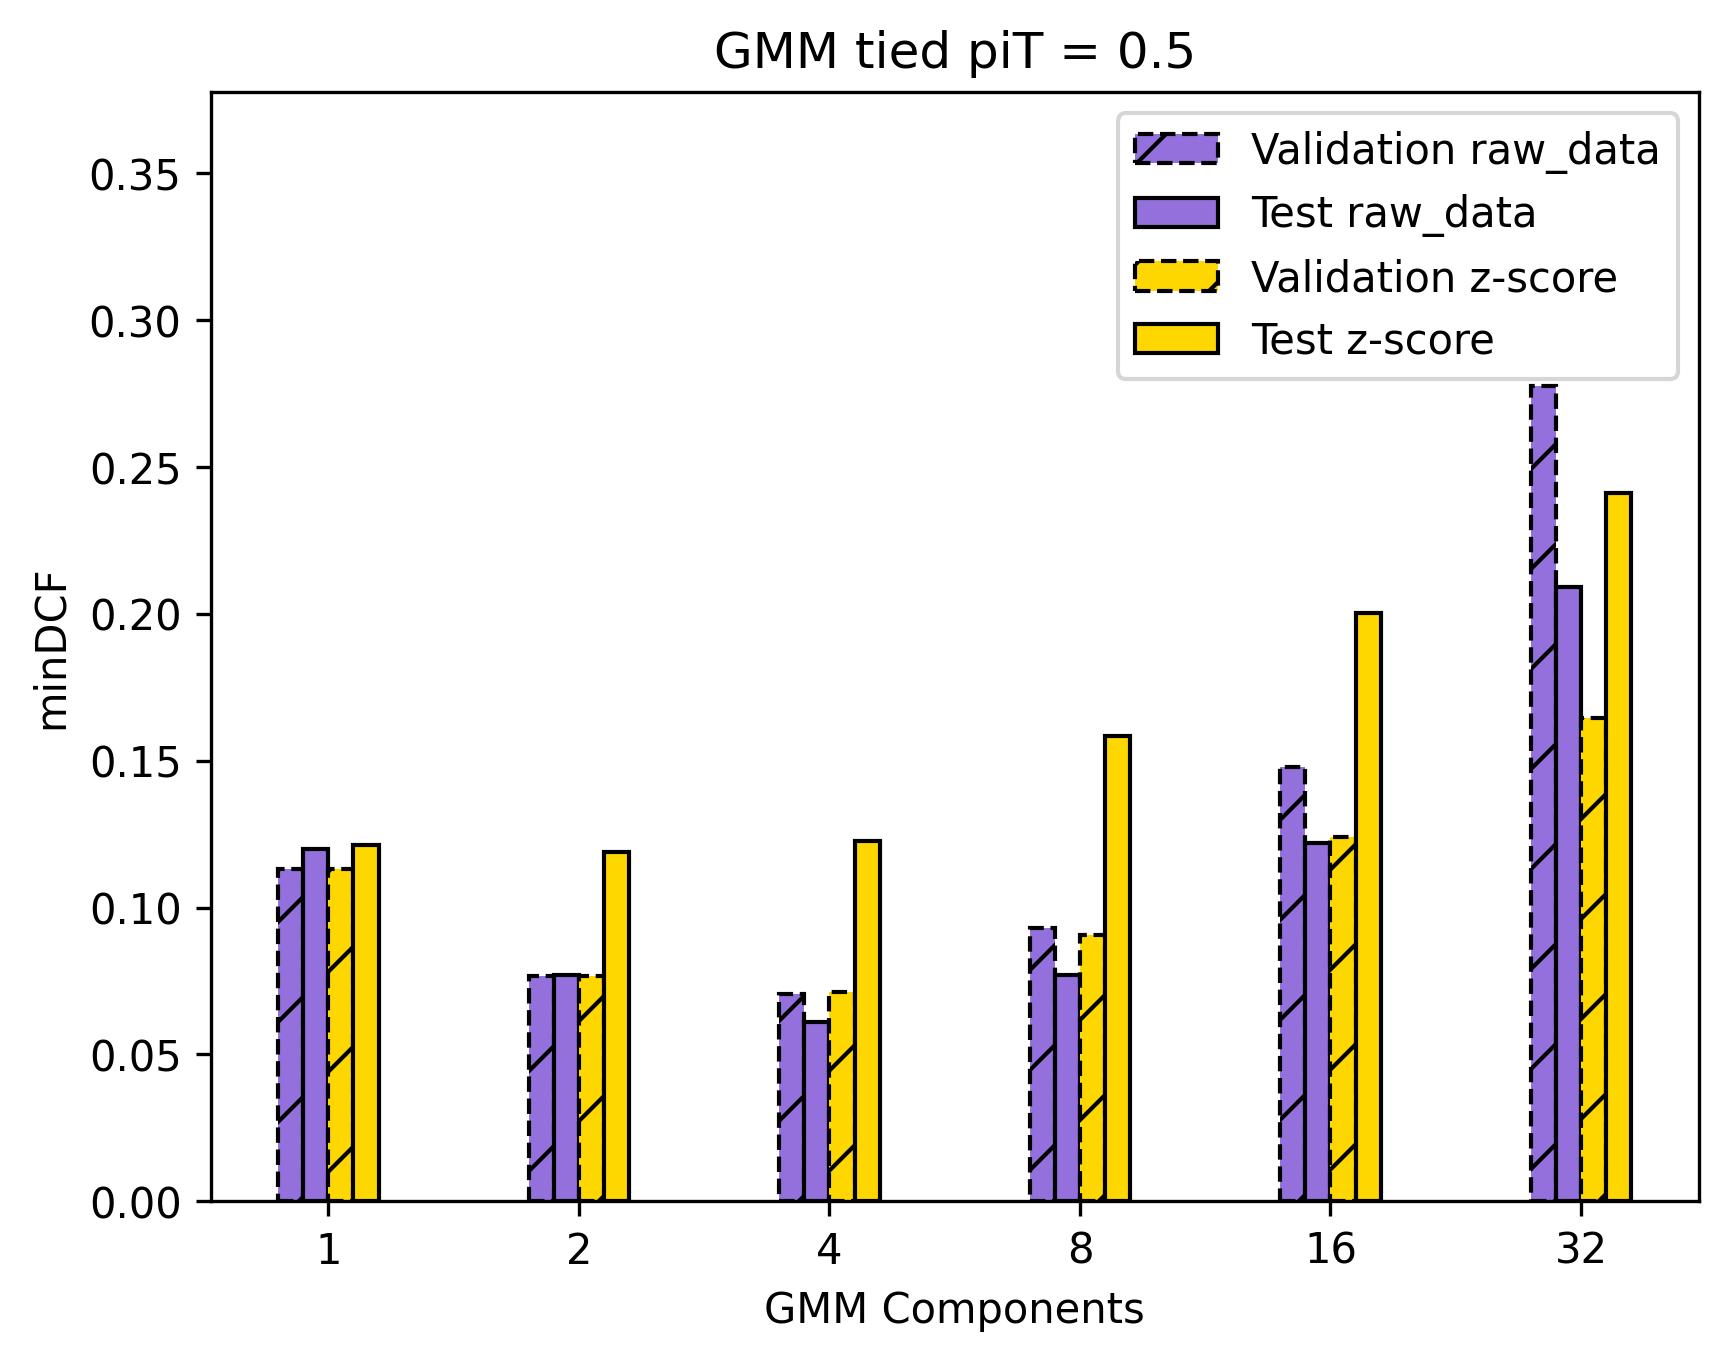 GMM tied piT = 0.5
Validation raw_data
Test raw_data
Validation z-score
Test z-score
0.35
0.30
0.25
0.20
0.15
0.10
0.05
0.00
minDCF
1 2 4 8 16 32
GMM Components